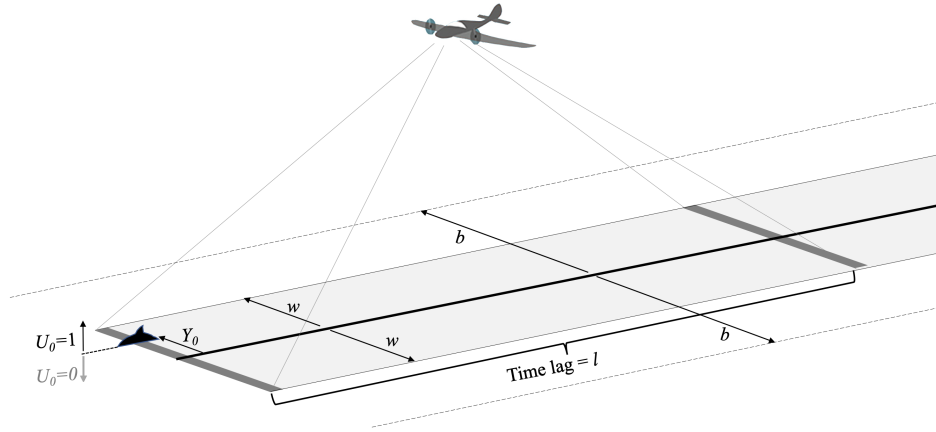 b
w
U₀=1
Y₀
w
b
U₀=0
Time lag = l